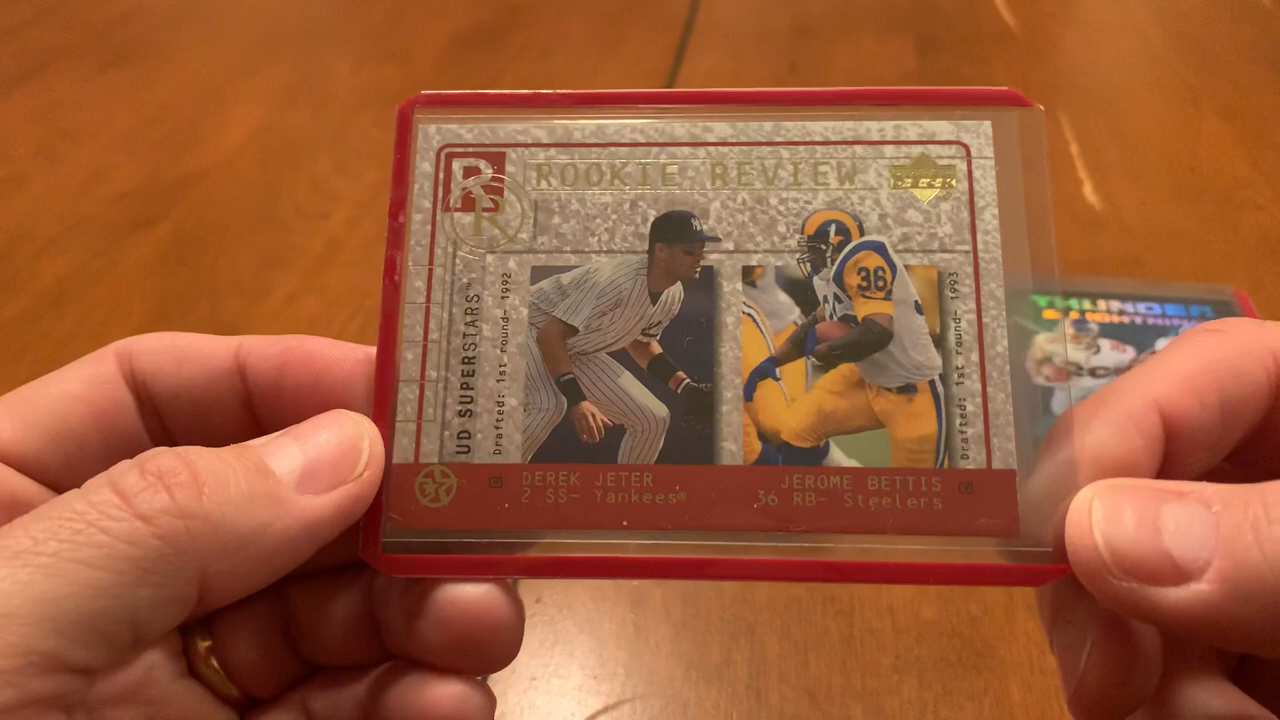 ROOKIE REVIEW
UD SUPERSTARS™
Drafted: 1st round- 1992
36
Drafted: 1st round- 1993
DEREK JETER
2 SS- Yankees®
JEROME BETTIS
36 RB- Steelers
THUNDER
& LIGHTNING